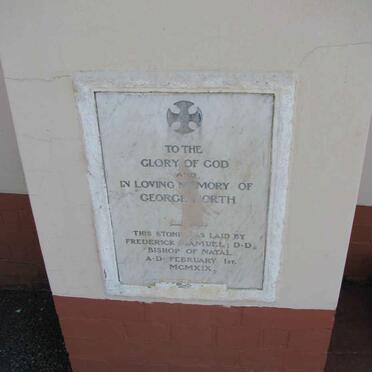 TO THE
GLORY OF GOD
AND
IN LOVING MEMORY OF
GEORGE NORTH
THIS STONE WAS LAID BY
FREDERICK SAMUEL, D.D.
BISHOP OF NATAL
A.D. FEBRUARY 1ST.
MCMXIX.